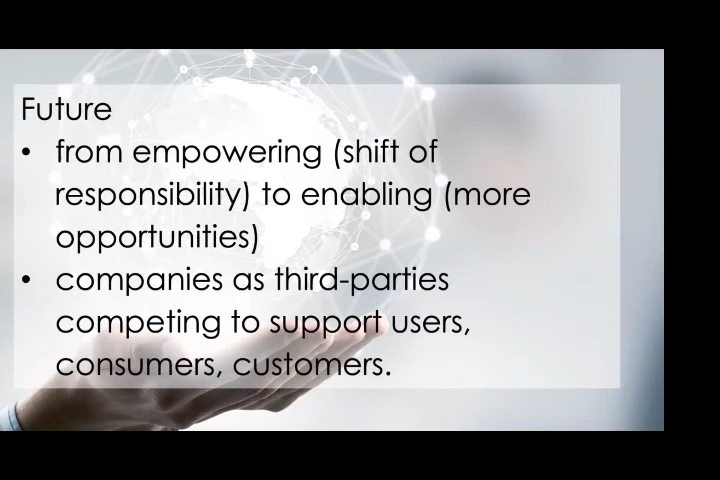 Future
• from empowering (shift of
responsibility) to enabling (more
opportunities)
• companies as third-parties
competing to support users,
consumers, customers.